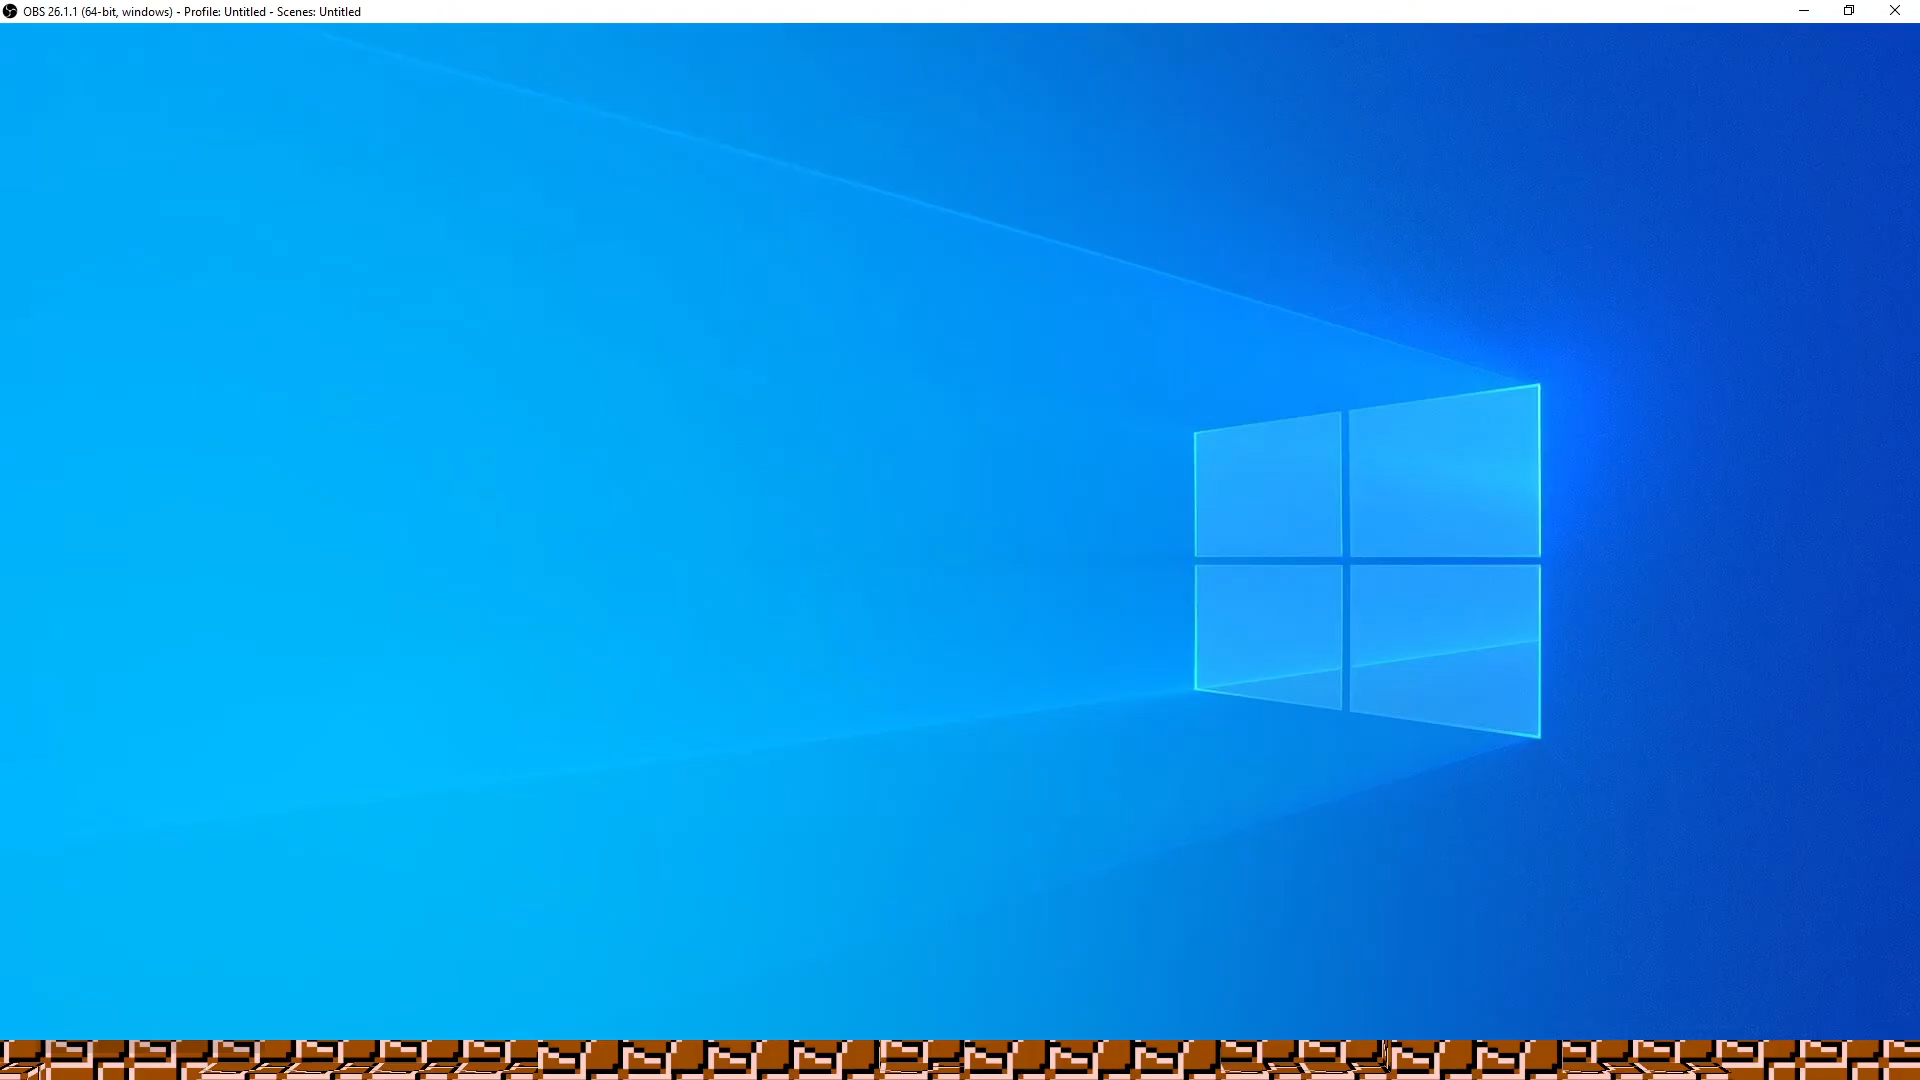 OBS 26.1.1 (64-bit, windows) - Profile: Untitled - Scenes: Untitled